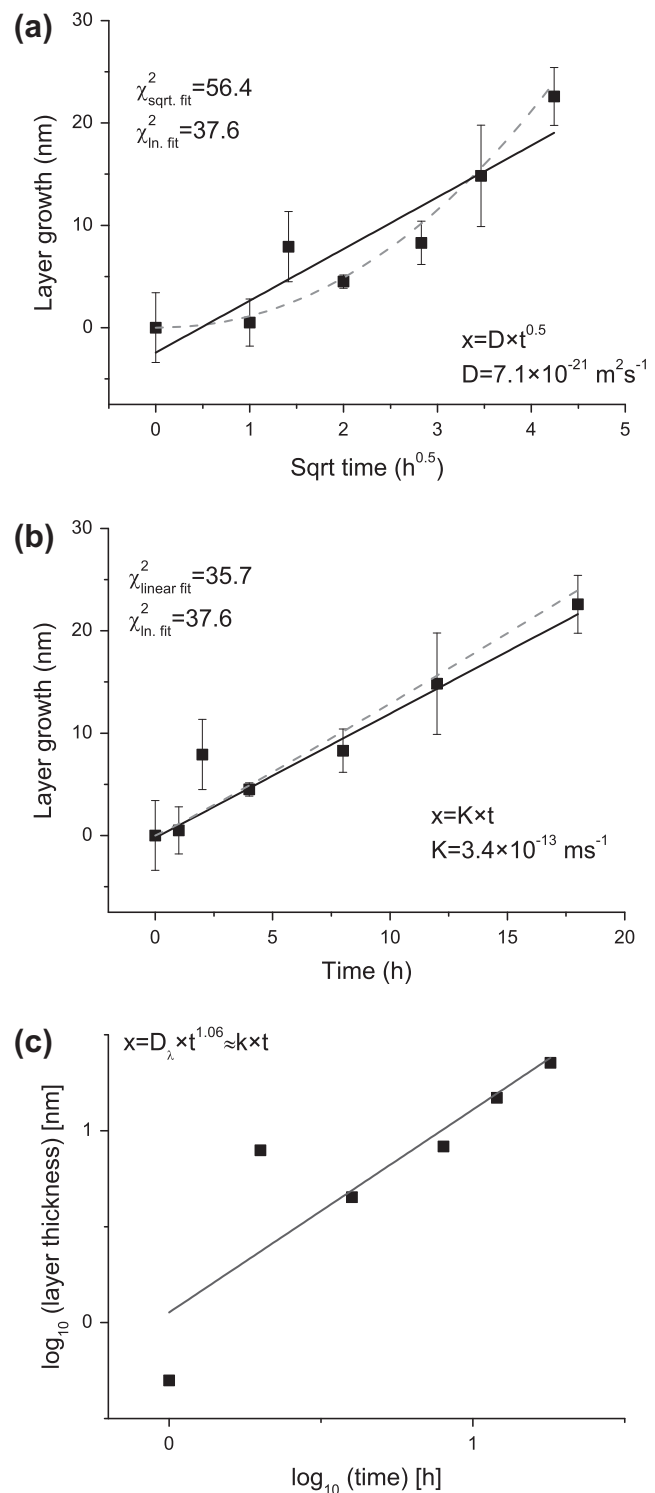 (a)
30
20
10
0
Layer growth (nm)
χ²sqrt. fit=56.4
χ²ln. fit=37.6
x=D×t^0.5
D=7.1×10^-21 m²s^-1
0 1 2 3 4 5
Sqrt time (h^0.5)
(b)
30
20
10
0
Layer growth (nm)
χ²linear fit=35.7
χ²ln. fit=37.6
x=K×t
K=3.4×10^-13 ms^-1
0 5 10 15 20
Time (h)
(c)
x=Dλ×t^1.06≈k×t
1
0
log10 (layer thickness) [nm]
0 1
log10 (time) [h]